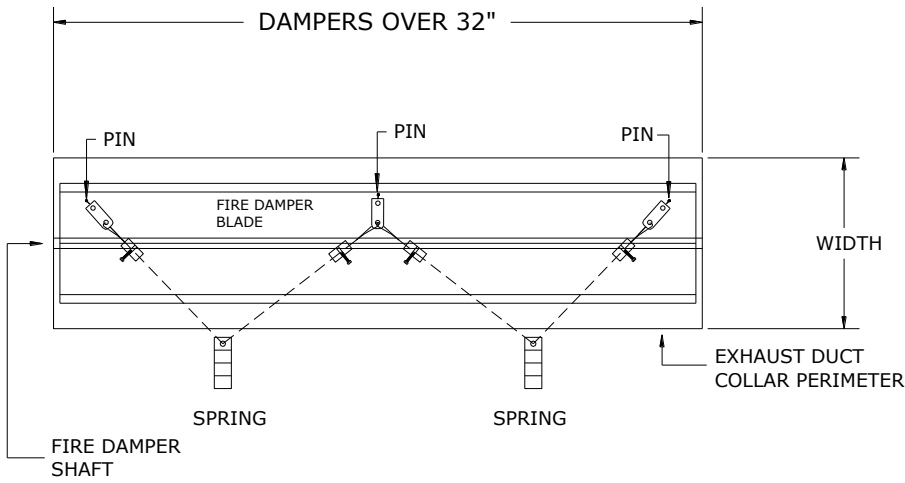 DAMPERS OVER 32"
PIN
PIN
PIN
FIRE DAMPER
BLADE
WIDTH
EXHAUST DUCT
COLLAR PERIMETER
SPRING
SPRING
FIRE DAMPER
SHAFT